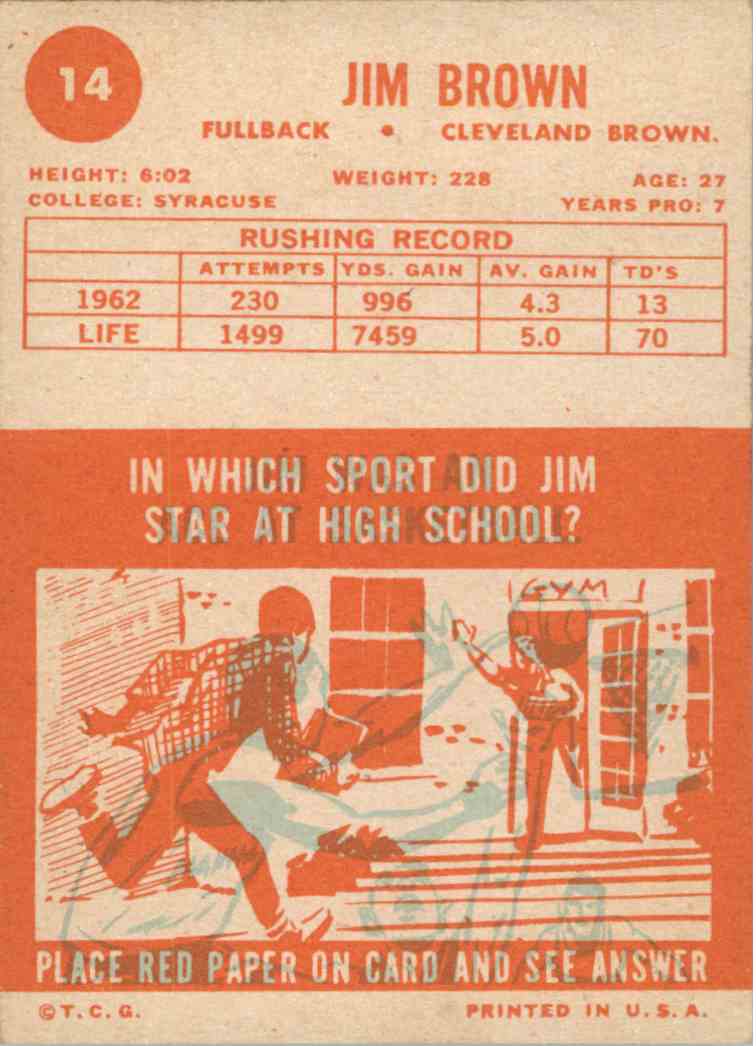 14
JIM BROWN
FULLBACK • CLEVELAND BROWN.
HEIGHT: 6:02 WEIGHT: 228 AGE: 27
COLLEGE: SYRACUSE YEARS PRO: 7
RUSHING RECORD
ATTEMPTS YDS. GAIN AV. GAIN TD'S
1962 230 996 4.3 13
LIFE 1499 7459 5.0 70
IN WHICH SPORT DID JIM
STAR AT HIGH SCHOOL?
GYM
PLACE RED PAPER ON CARD AND SEE ANSWER
©T.C.G. PRINTED IN U.S.A.